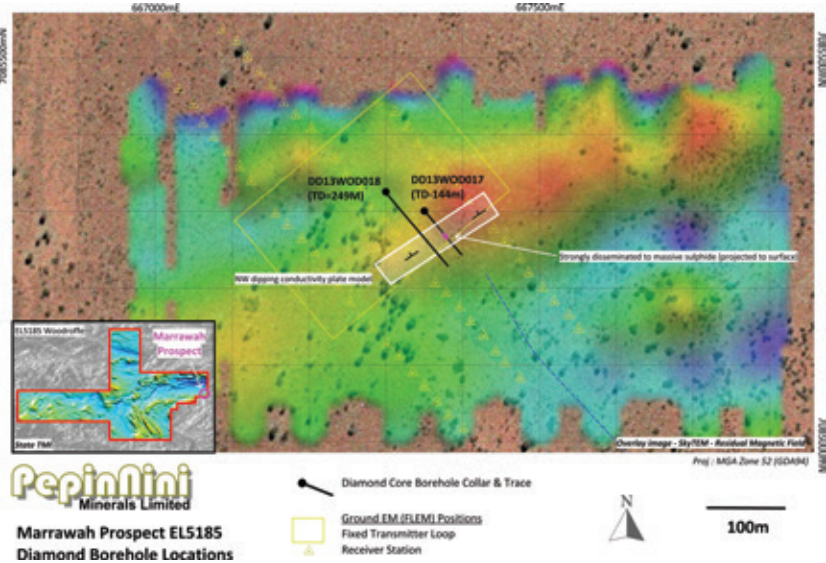 667000mE
667500mE
7085500mN
DD13WOD018
(TD=249M)
DD13WOD017
(TD-144m)
Strongly disseminated to massive sulphide (projected to surface)
NW dipping conductivity plate model
EL5185 Woodroffe
Marrawah
Prospect
State TMI
Overlay image - SkyTEM - Residual Magnetic Field
Proj : MGA Zone 52 (GDA94)
PepinNini
Minerals Limited
Marrawah Prospect EL5185
Diamond Borehole Locations
Diamond Core Borehole Collar & Trace
Ground EM (FLEM) Positions
Fixed Transmitter Loop
Receiver Station
N
100m